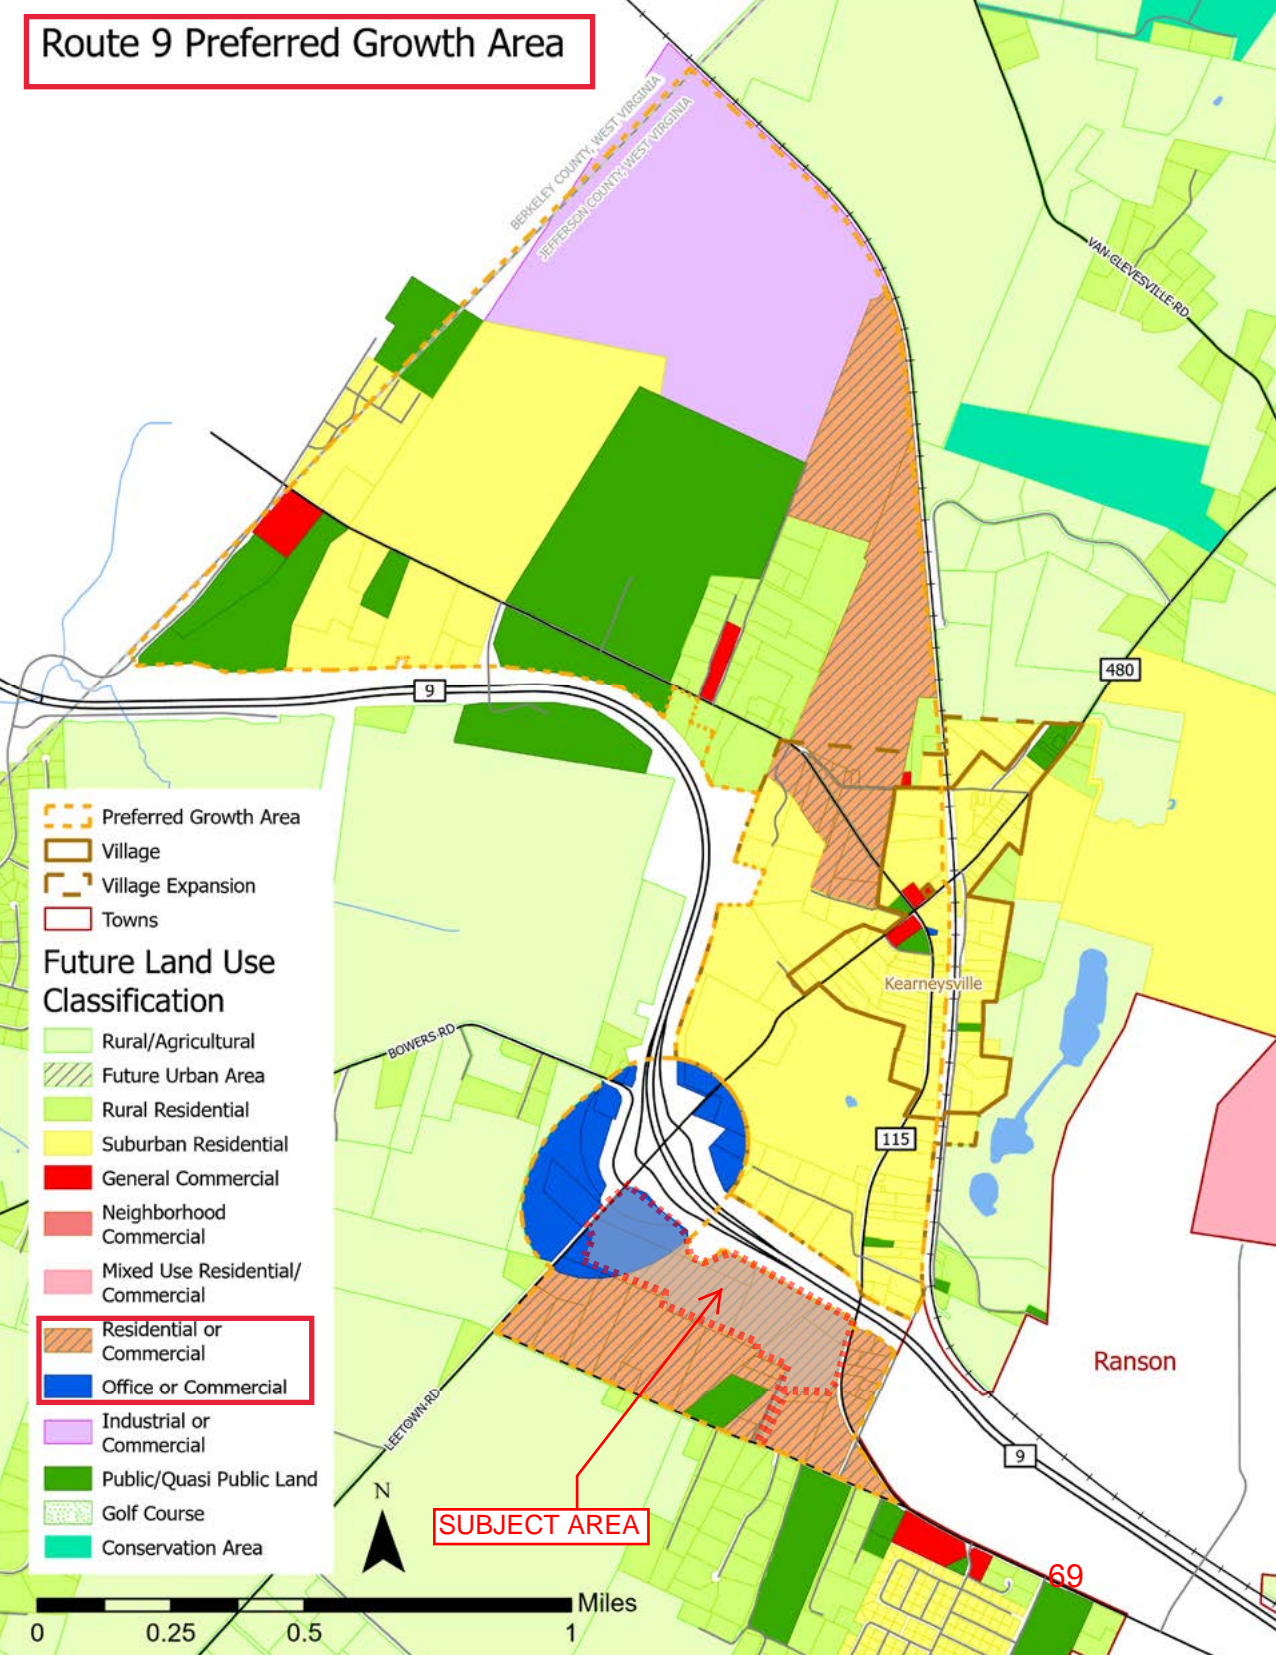 Route 9 Preferred Growth Area
BERKELEY COUNTY, WEST VIRGINIA
JEFFERSON COUNTY, WEST VIRGINIA
VAN CLEVESVILLE RD
480
9
Preferred Growth Area
Village
Village Expansion
Towns
Future Land Use
Classification
Rural/Agricultural
Future Urban Area
Rural Residential
Suburban Residential
General Commercial
Neighborhood
Commercial
Mixed Use Residential/
Commercial
Residential or
Commercial
Office or Commercial
Industrial or
Commercial
Public/Quasi Public Land
Golf Course
Conservation Area
Kearneysville
BOWERS RD
115
Ranson
LEETOWN RD
9
N
SUBJECT AREA
69
Miles
0 0.25 0.5 1